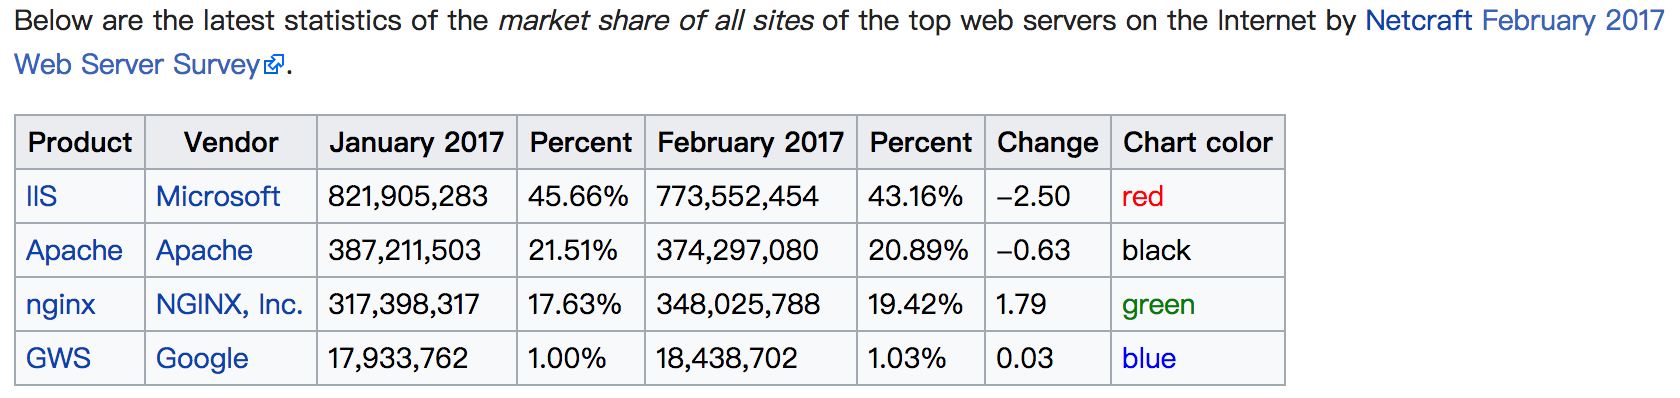 Below are the latest statistics of the market share of all sites of the top web servers on the Internet by Netcraft February 2017
Web Server Survey.
Product Vendor January 2017 Percent February 2017 Percent Change Chart color
IIS Microsoft 821,905,283 45.66% 773,552,454 43.16% −2.50 red
Apache Apache 387,211,503 21.51% 374,297,080 20.89% −0.63 black
nginx NGINX, Inc. 317,398,317 17.63% 348,025,788 19.42% 1.79 green
GWS Google 17,933,762 1.00% 18,438,702 1.03% 0.03 blue